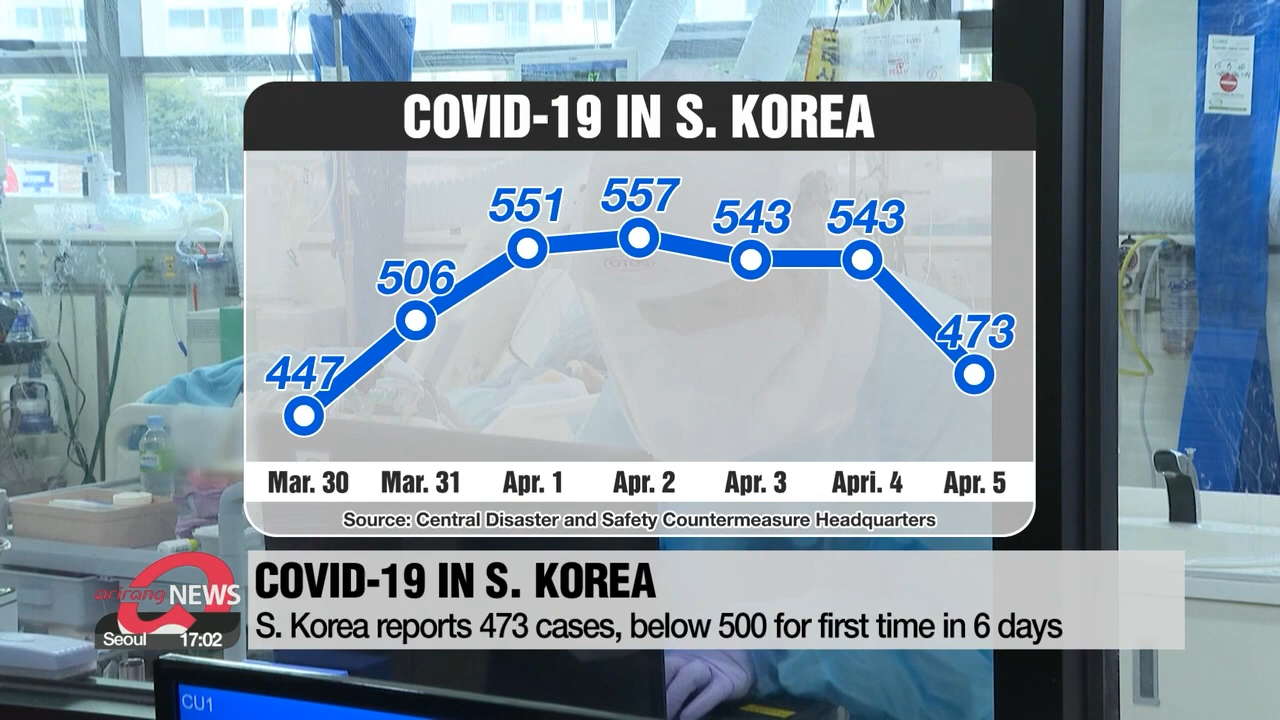 COVID-19 IN S. KOREA
551 557 543 543
506
447 473
Mar. 30 Mar. 31 Apr. 1 Apr. 2 Apr. 3 Apri. 4 Apr. 5
Source: Central Disaster and Safety Countermeasure Headquarters
arirang NEWS
Seoul 17:02
COVID-19 IN S. KOREA
S. Korea reports 473 cases, below 500 for first time in 6 days
CU1